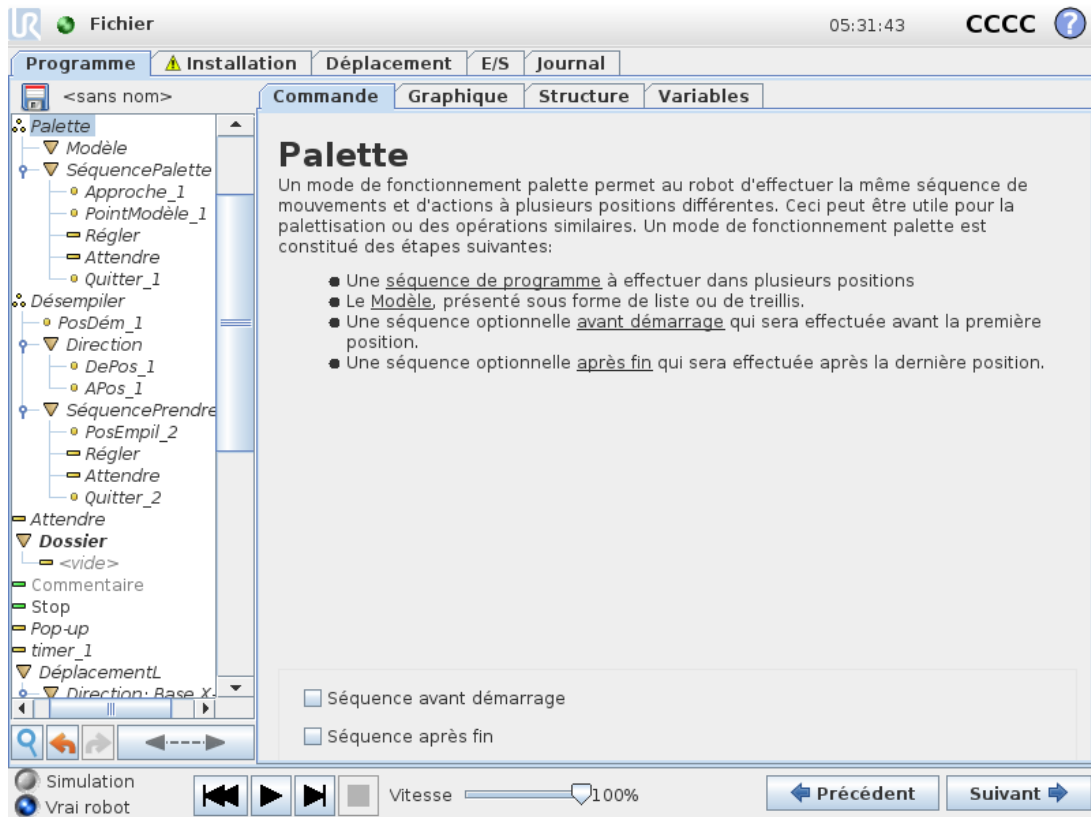 UR Fichier 05:31:43 CCCC ?
Programme Installation Déplacement E/S Journal
<sans nom>
Commande Graphique Structure Variables
Palette
Modèle
SéquencePalette
Approche_1
PointModèle_1
Régler
Attendre
Quitter_1
Désempiler
PosDém_1
Direction
DePos_1
APos_1
SéquencePrendre
PosEmpil_2
Régler
Attendre
Quitter_2
Attendre
Dossier
<vide>
Commentaire
Stop
Pop-up
timer_1
DéplacementL
Direction: Base X-
Palette
Un mode de fonctionnement palette permet au robot d'effectuer la même séquence de
mouvements et d'actions à plusieurs positions différentes. Ceci peut être utile pour la
palettisation ou des opérations similaires. Un mode de fonctionnement palette est
constitué des étapes suivantes:
Une séquence de programme à effectuer dans plusieurs positions
Le Modèle, présenté sous forme de liste ou de treillis.
Une séquence optionnelle avant démarrage qui sera effectuée avant la première
position.
Une séquence optionnelle après fin qui sera effectuée après la dernière position.
Séquence avant démarrage
Séquence après fin
Simulation
Vrai robot
Vitesse 100%
Précédent
Suivant